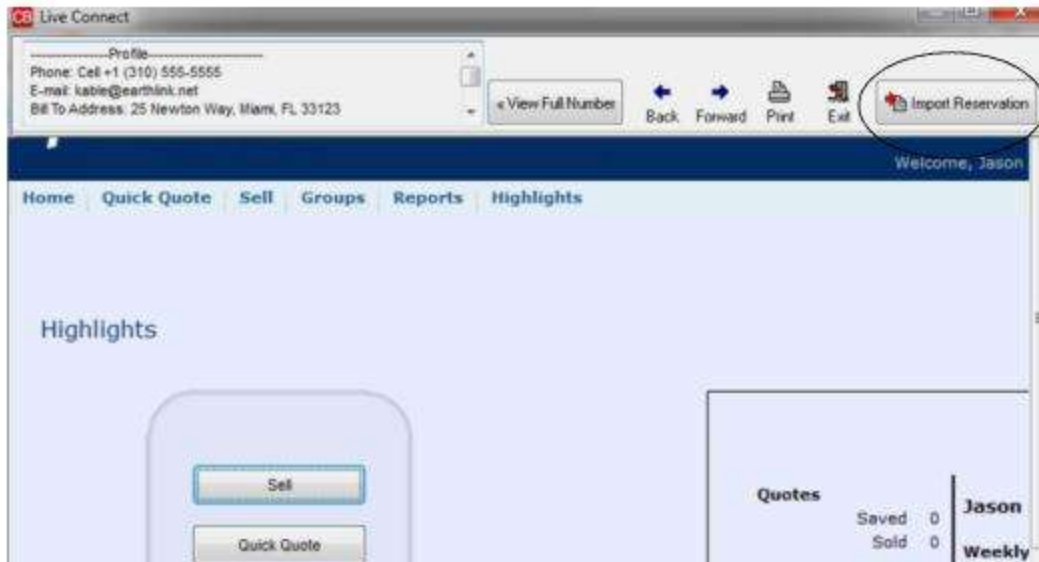 CB Live Connect
----------------Profile------------------------
Phone: Cell +1 (310) 555-5555
E-mail: kable@earthlink.net
Bill To Address: 25 Newton Way, Miami, FL 33123
« View Full Number
Back Forward Print Exit
Import Reservation
Welcome, Jason
Home Quick Quote Sell Groups Reports Highlights
Highlights
Sell
Quick Quote
Quotes
Saved 0
Sold 0
Jason
Weekly